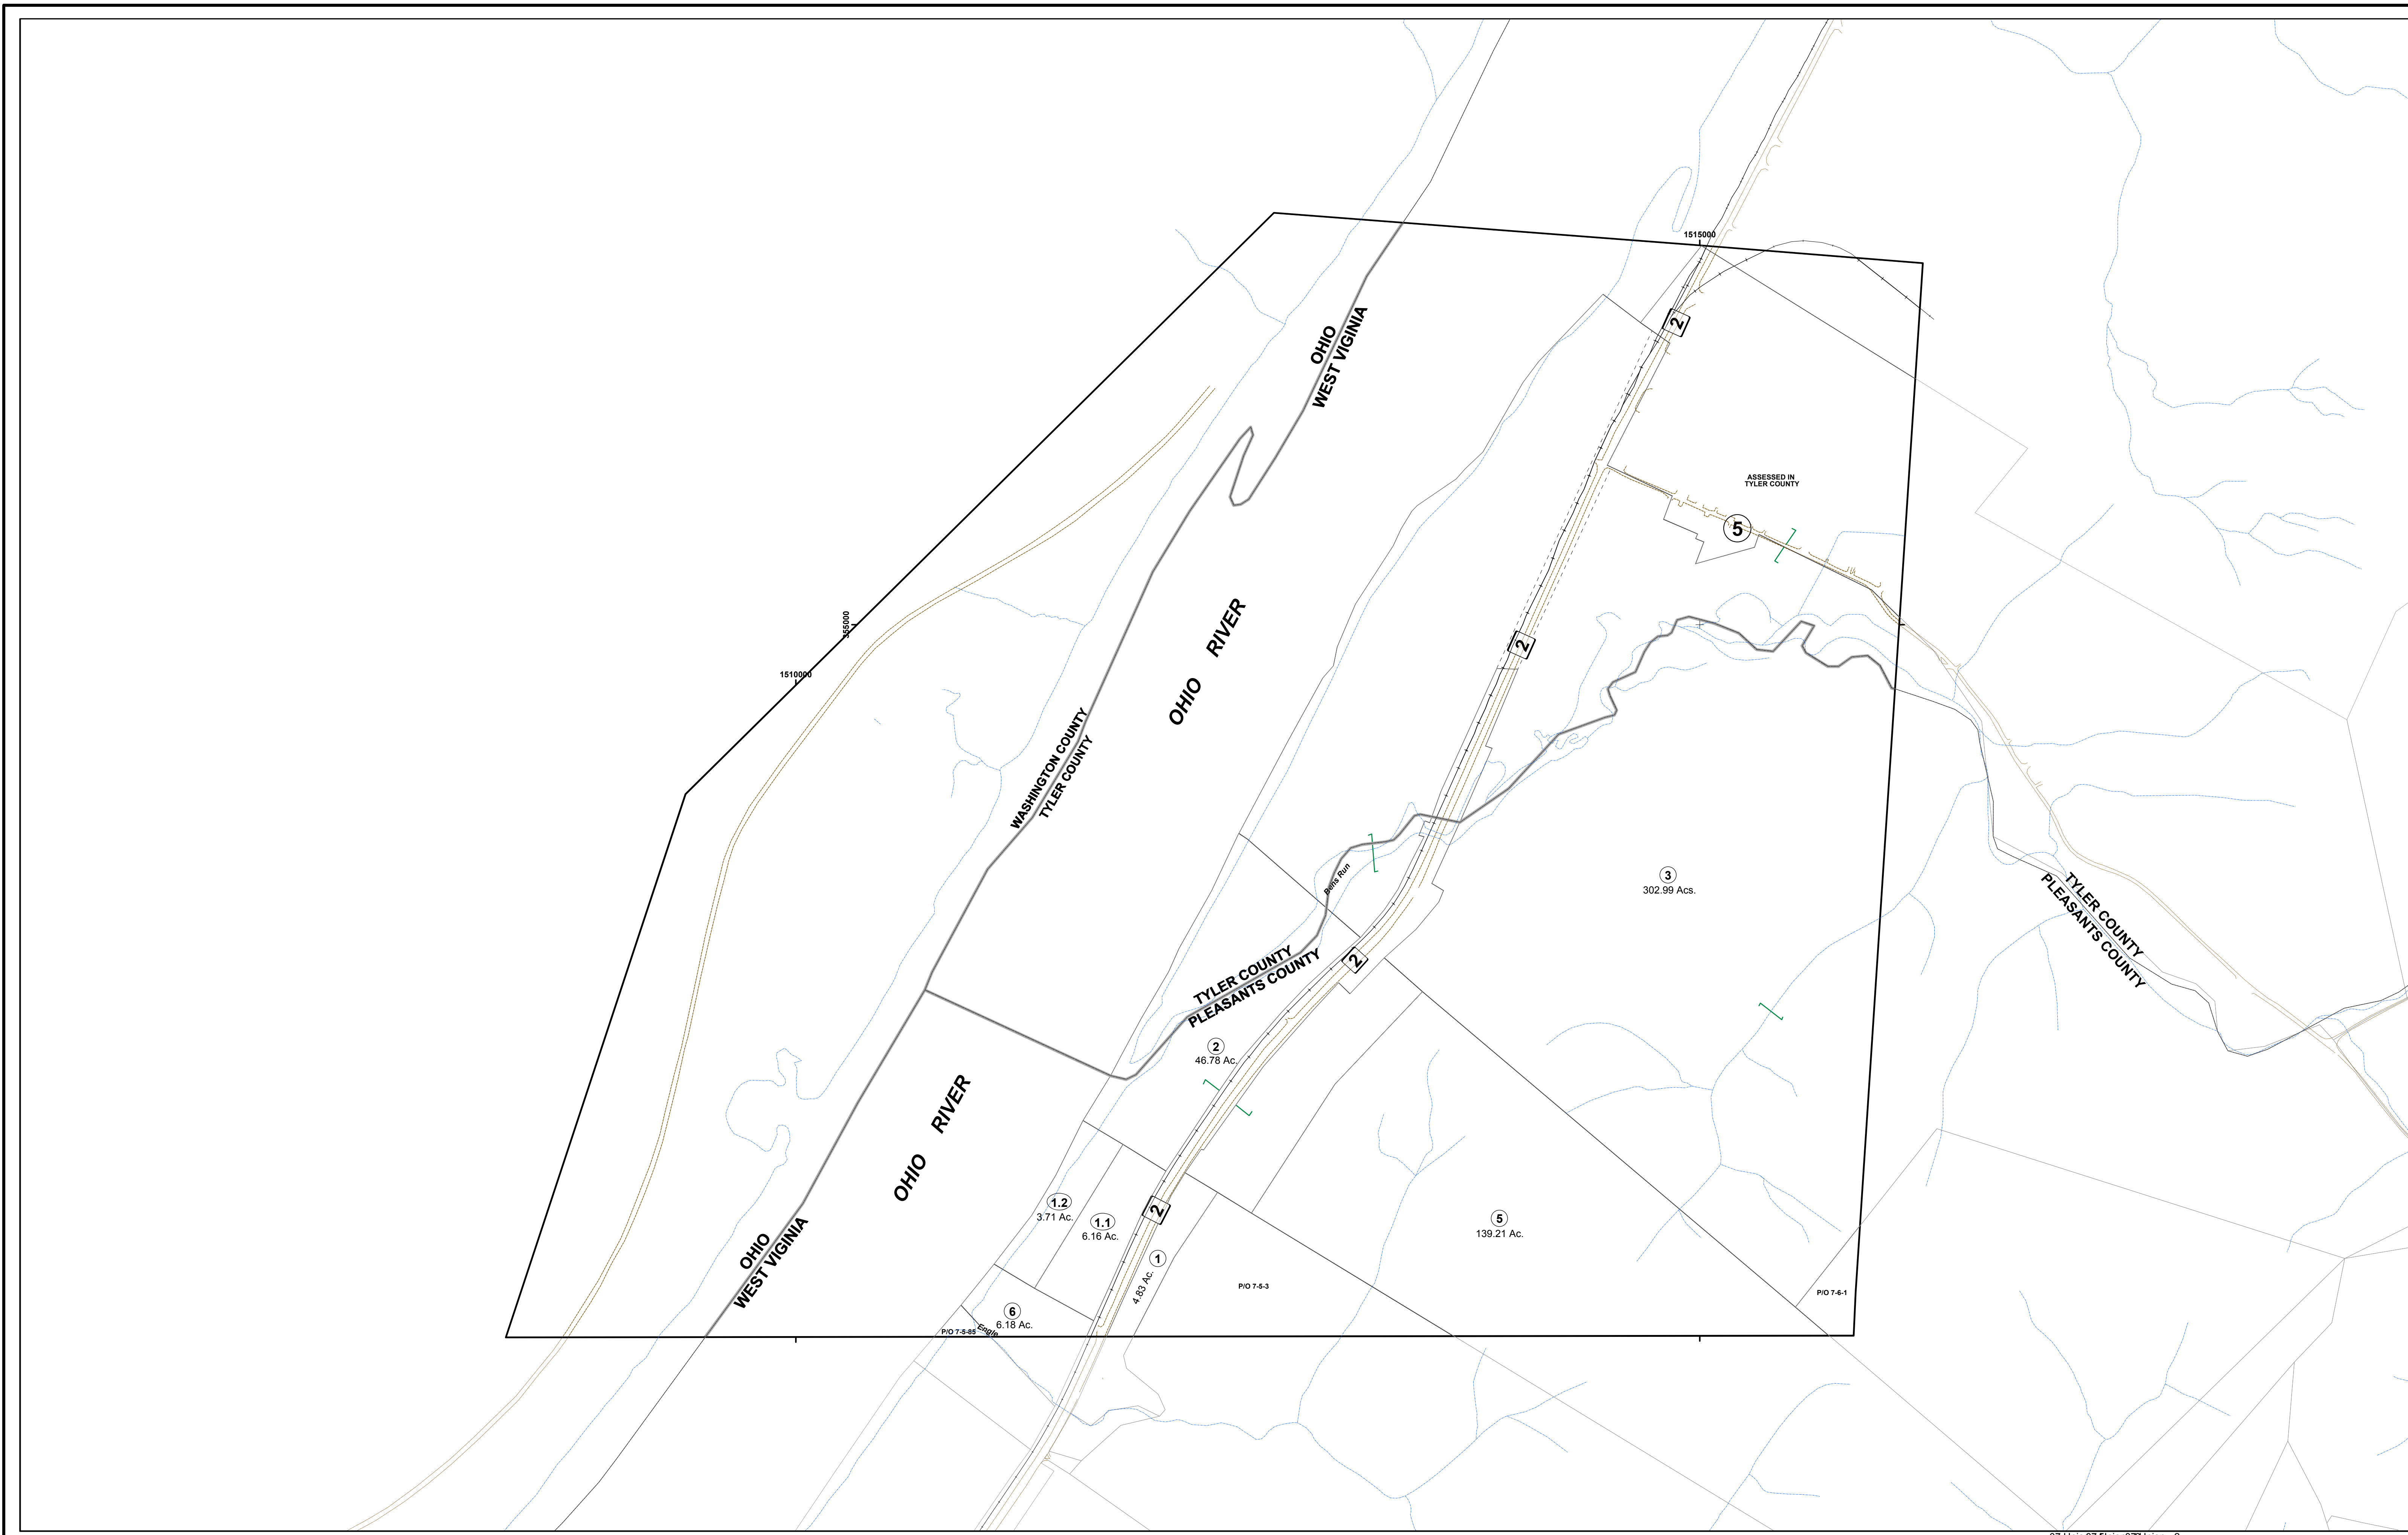 1515000
2
OHIO
WEST VIGINIA
ASSESSED IN
TYLER COUNTY
5
355000
1510000
OHIO RIVER
2
WASHINGTON COUNTY
TYLER COUNTY
Bens Run
3
302.99 Acs.
TYLER COUNTY
PLEASANTS COUNTY
TYLER COUNTY
PLEASANTS COUNTY
2
2
46.78 Ac.
OHIO RIVER
1.2
3.71 Ac.
1.1
6.16 Ac.
2
5
139.21 Ac.
OHIO
WEST VIGINIA
1
4.83 Ac.
P/O 7-5-3
P/O 7-6-1
6
6.18 Ac.
P/O 7-5-85
Engle